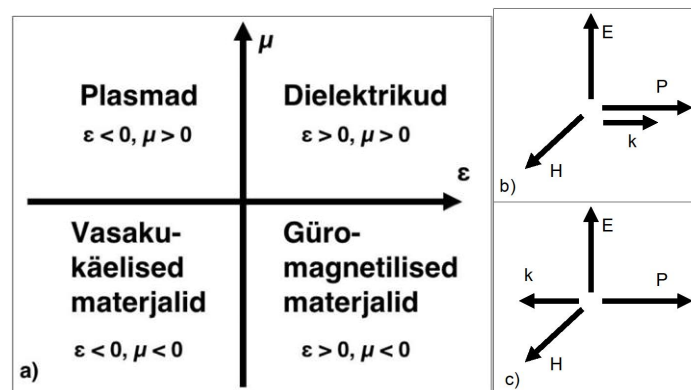 μ
Plasmad
ε < 0, μ > 0
Dielektrikud
ε > 0, μ > 0
ε
Vasaku-
käelised
materjalid
ε < 0, μ < 0
Güro-
magnetilised
materjalid
ε > 0, μ < 0
a)
E
P
k
H
b)
E
k
P
H
c)